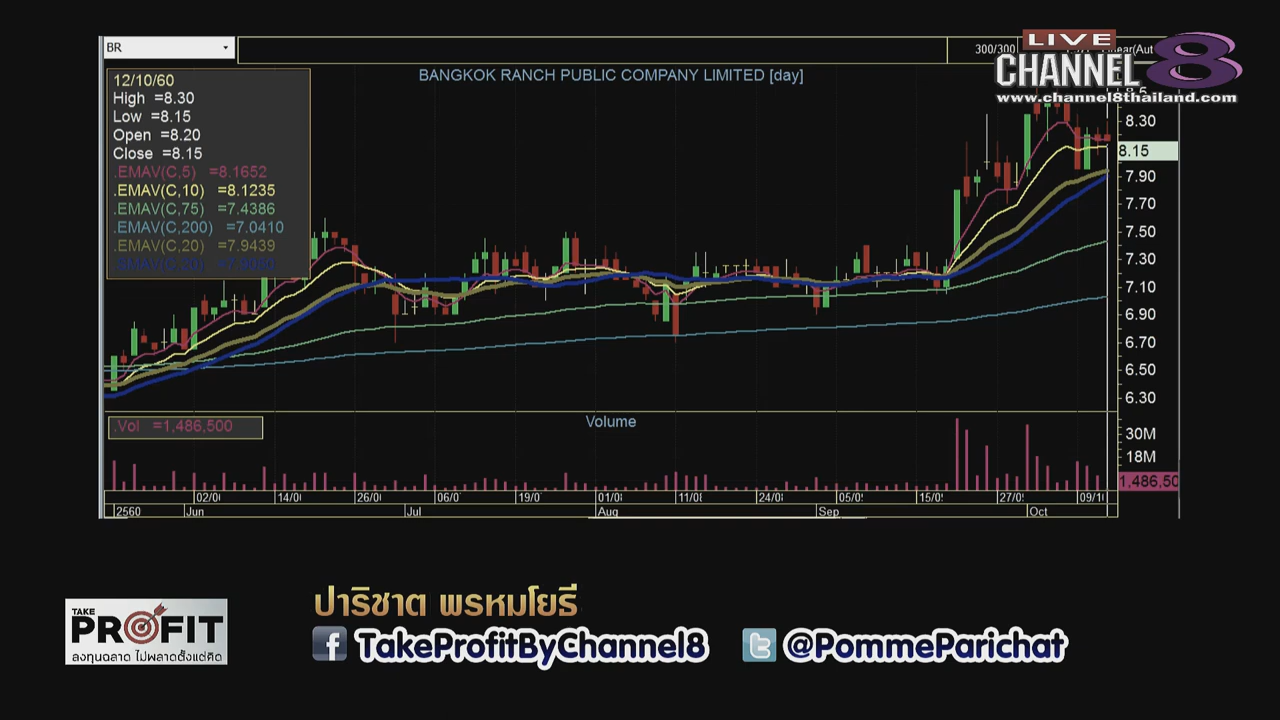 BR
300/300
LIVE
CHANNEL 8
www.channel8thailand.com
BANGKOK RANCH PUBLIC COMPANY LIMITED [day]
12/10/60
High =8.30
Low =8.15
Open =8.20
Close =8.15
.EMAV(C,5) =8.1652
.EMAV(C,10) =8.1235
.EMAV(C,75) =7.4386
.EMAV(C,200) =7.0410
.EMAV(C,20) =7.9439
8.30
8.15
7.90
7.70
7.50
7.30
7.10
6.90
6.70
6.50
6.30
.Vol =1,486,500
Volume
30M
18M
1,486,50
02/0 14/0 26/0 06/0 19/0 01/0 11/0 24/0 05/0 15/0 27/0 09/10
2560 Jun Jul Aug Sep Oct
ปาริชาต พรหมโยธี
TAKE
PROFIT
ลงทุนฉลาด ไม่พลาดตั้งแต่คิด
f TakeProfitByChannel8
t @PommeParichat